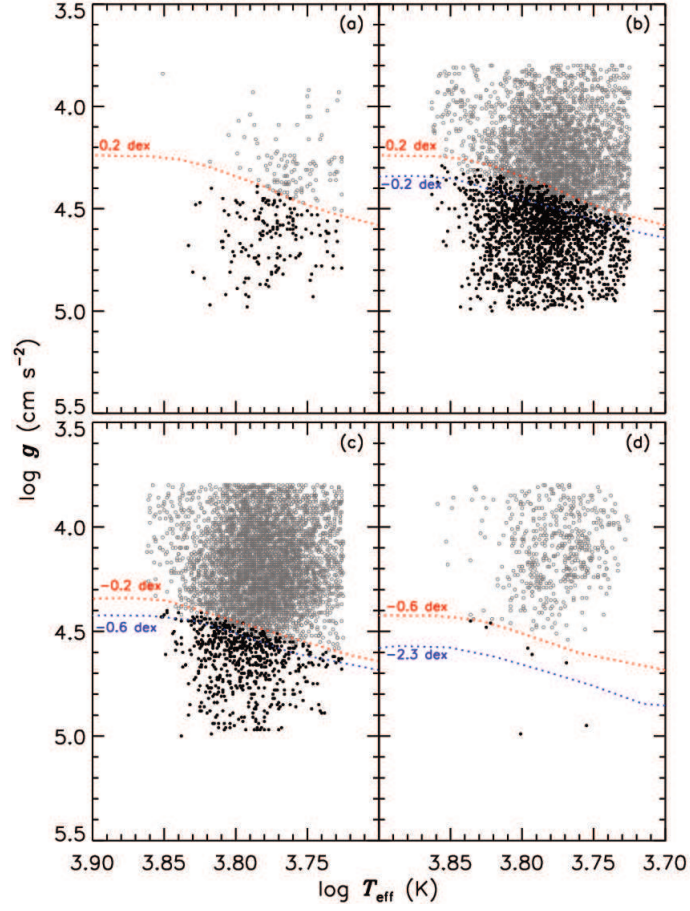 3.5
(a)
(b)
4.0
0.2 dex
0.2 dex
-0.2 dex
4.5
5.0
5.5
3.5
(c)
(d)
4.0
-0.2 dex
-0.6 dex
-0.6 dex
-2.3 dex
4.5
5.0
5.5
log g (cm s⁻²)
3.90 3.85 3.80 3.75 3.85 3.80 3.75 3.70
log T_eff (K)